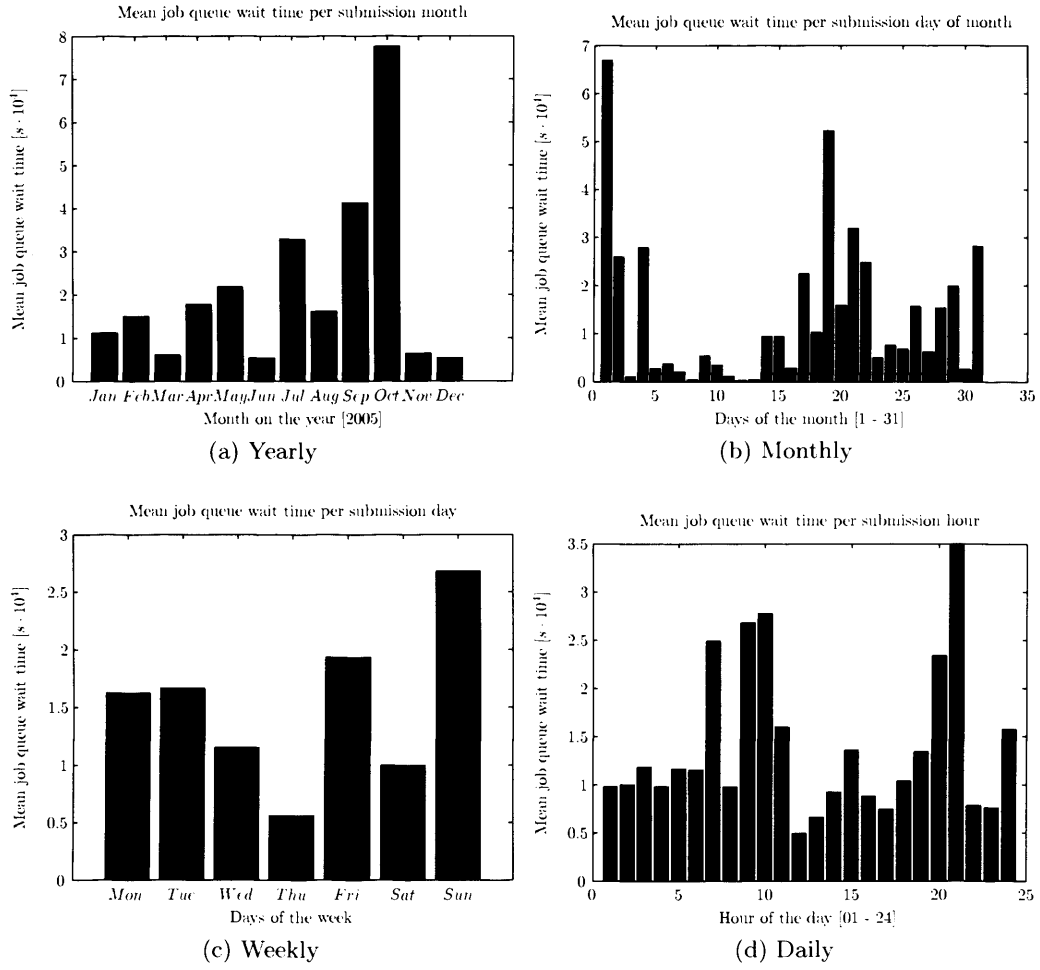 Mean job queue wait time per submission month
Mean job queue wait time [s · 10⁴]
8
7
6
5
4
3
2
1
0
Jan Feb Mar Apr May Jun Jul Aug Sep Oct Nov Dec
Month on the year [2005]
(a) Yearly
Mean job queue wait time per submission day of month
Mean job queue wait time [s · 10⁴]
7
6
5
4
3
2
1
0
0 5 10 15 20 25 30 35
Days of the month [1 - 31]
(b) Monthly
Mean job queue wait time per submission day
Mean job queue wait time [s · 10⁴]
3
2.5
2
1.5
1
0.5
0
Mon Tue Wed Thu Fri Sat Sun
Days of the week
(c) Weekly
Mean job queue wait time per submission hour
Mean job queue wait time [s · 10⁴]
3.5
3
2.5
2
1.5
1
0.5
0
0 5 10 15 20 25
Hour of the day [01 - 24]
(d) Daily